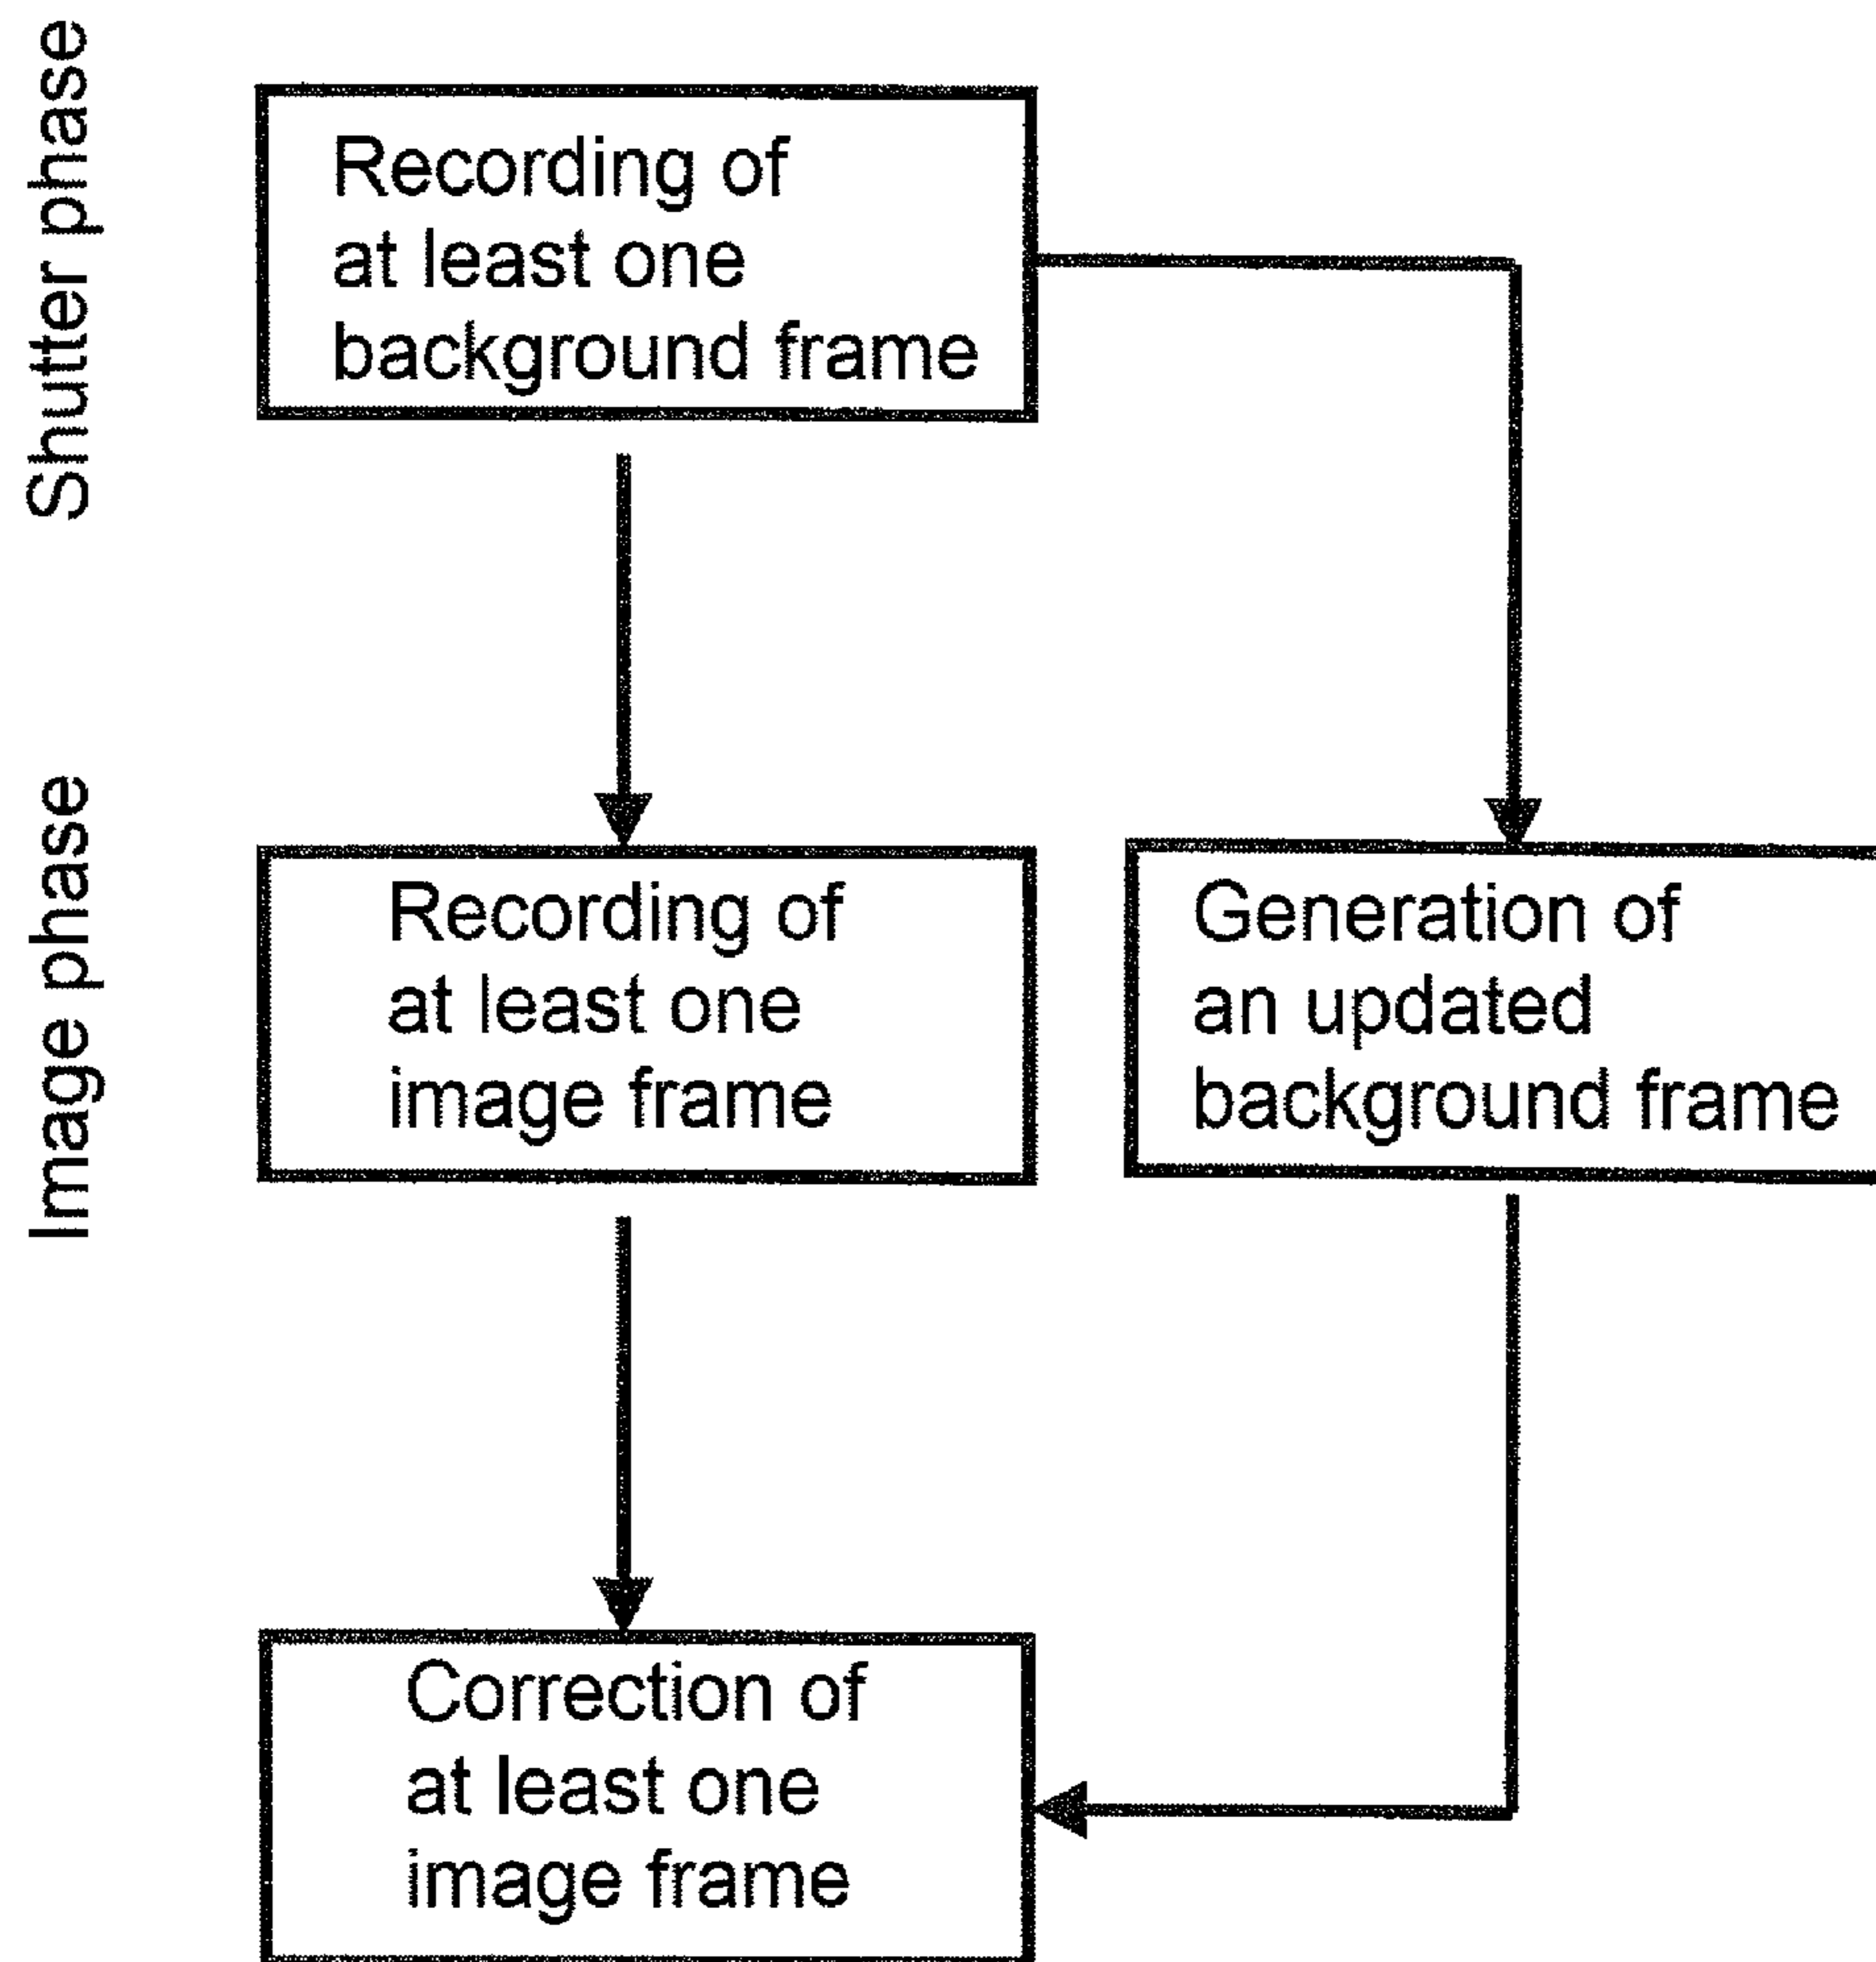 Shutter phase
Recording of
at least one
background frame
Image phase
Recording of
at least one
image frame
Generation of
an updated
background frame
Correction of
at least one
image frame